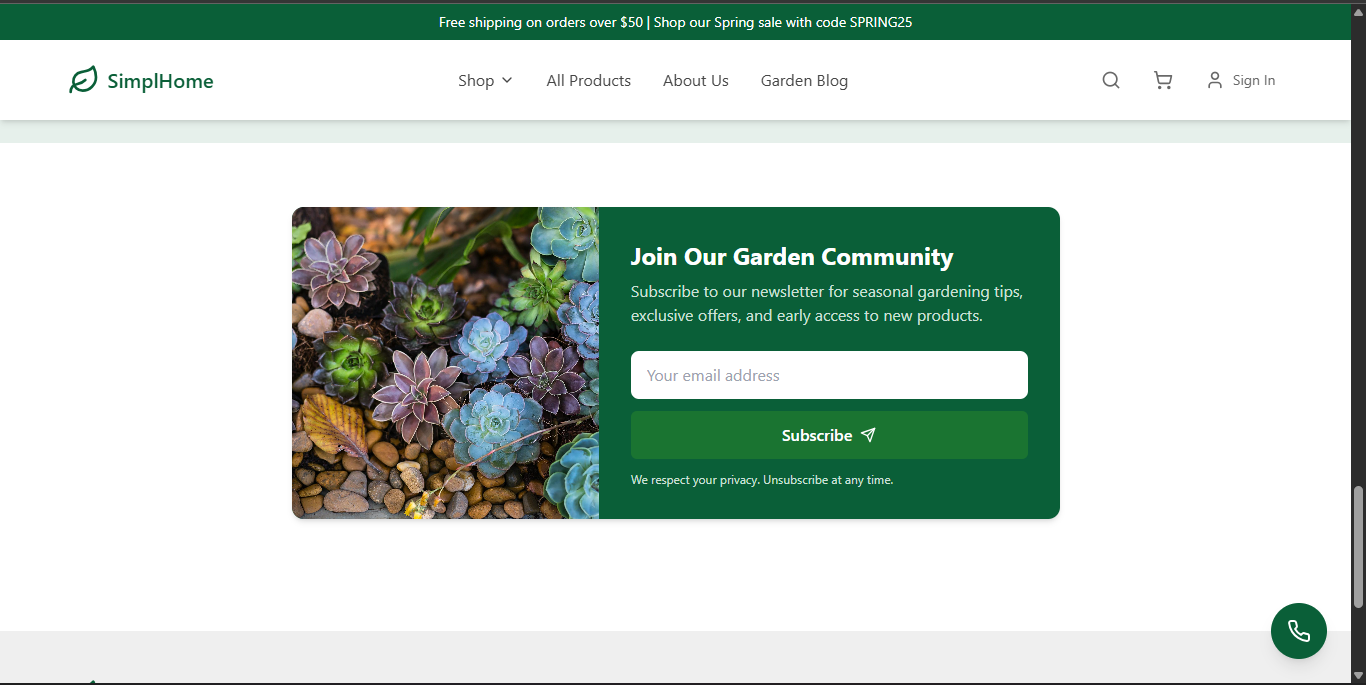 Free shipping on orders over $50 | Shop our Spring sale with code SPRING25
SimplHome
Shop
All Products
About Us
Garden Blog
Sign In
Join Our Garden Community
Subscribe to our newsletter for seasonal gardening tips,
exclusive offers, and early access to new products.
Your email address
Subscribe
We respect your privacy. Unsubscribe at any time.